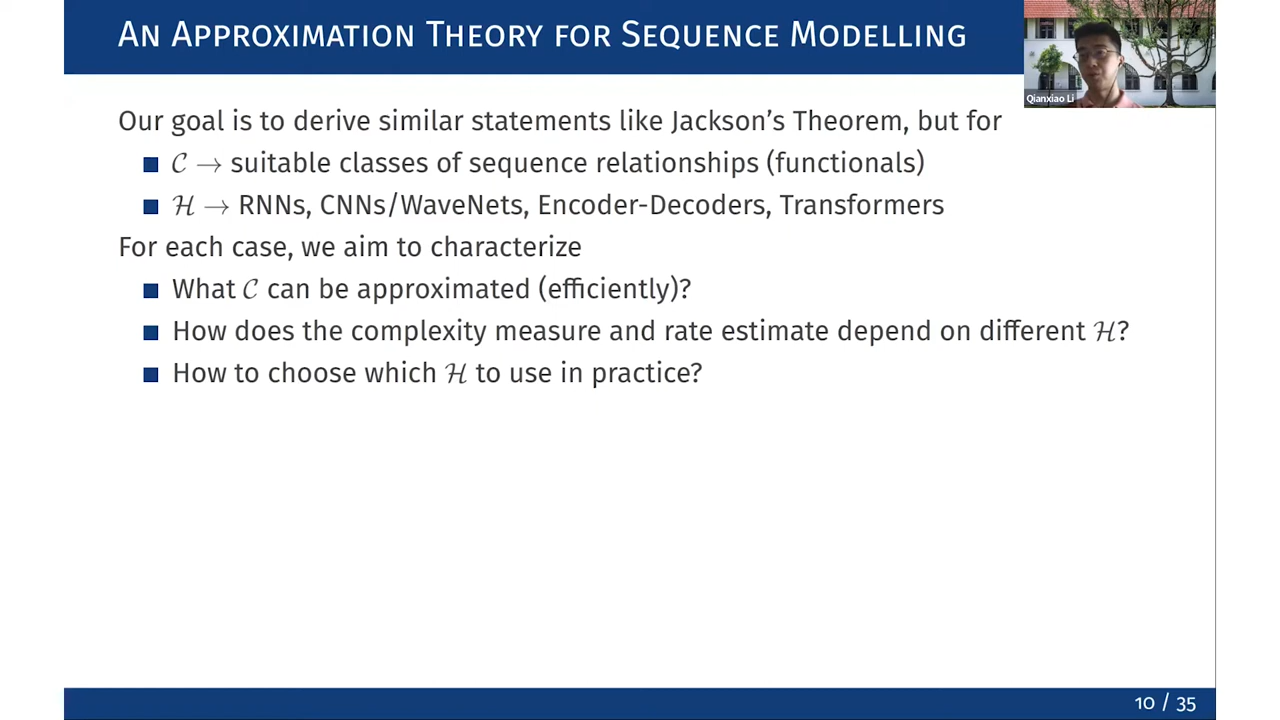 An Approximation Theory for Sequence Modelling
Qianxiao Li
Our goal is to derive similar statements like Jackson's Theorem, but for
■ 𝒞 → suitable classes of sequence relationships (functionals)
■ ℋ → RNNs, CNNs/WaveNets, Encoder-Decoders, Transformers
For each case, we aim to characterize
■ What 𝒞 can be approximated (efficiently)?
■ How does the complexity measure and rate estimate depend on different ℋ?
■ How to choose which ℋ to use in practice?
10 / 35